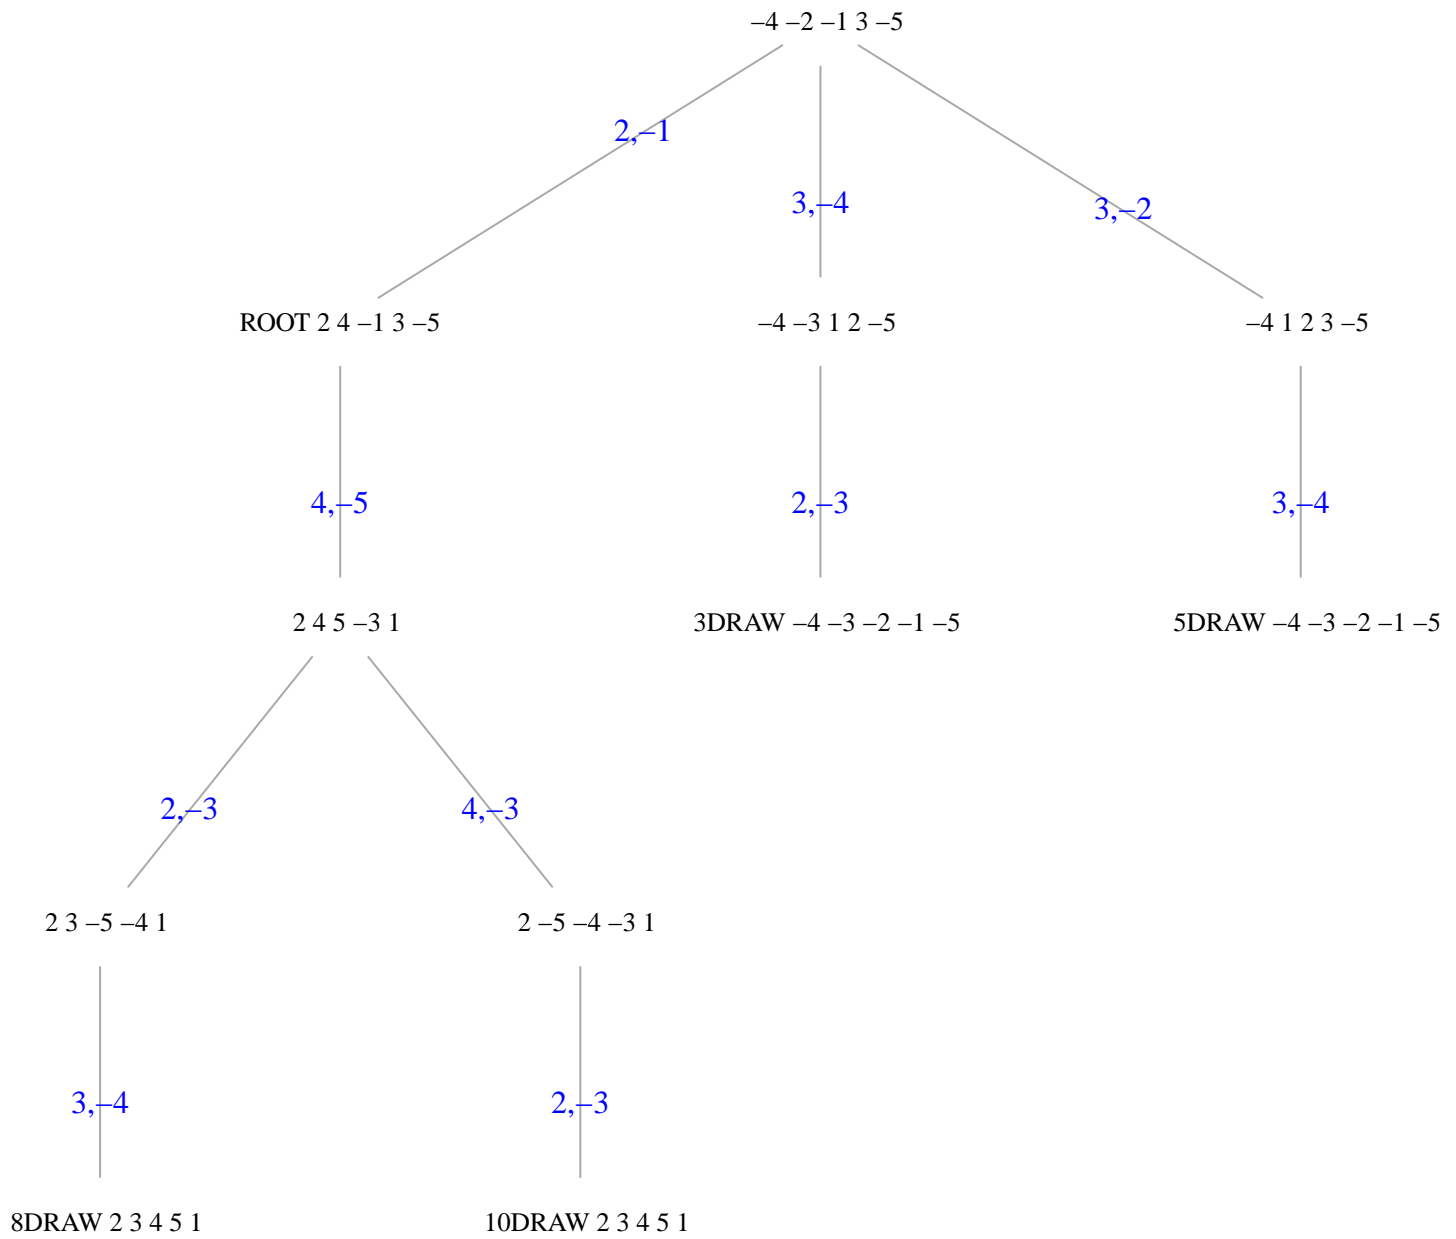 –4 –2 –1 3 –5
2,–1
3,–4
3,–2
ROOT 2 4 –1 3 –5
–4 –3 1 2 –5
–4 1 2 3 –5
4,–5
2,–3
3,–4
2 4 5 –3 1
3DRAW –4 –3 –2 –1 –5
5DRAW –4 –3 –2 –1 –5
2,–3
4,–3
2 3 –5 –4 1
2 –5 –4 –3 1
3,–4
2,–3
8DRAW 2 3 4 5 1
10DRAW 2 3 4 5 1